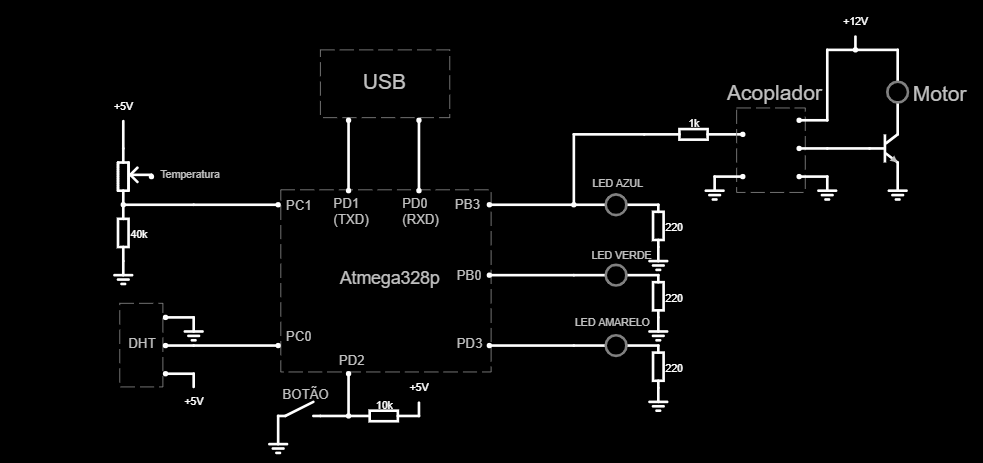 +12V
USB
Acoplador
Motor
+5V
1k
Temperatura
LED AZUL
PC1
PD1
(TXD)
PD0
(RXD)
PB3
40k
220
LED VERDE
Atmega328p
PB0
220
LED AMARELO
DHT
PC0
PD3
PD2
220
+5V
BOTÃO
+5V
10k